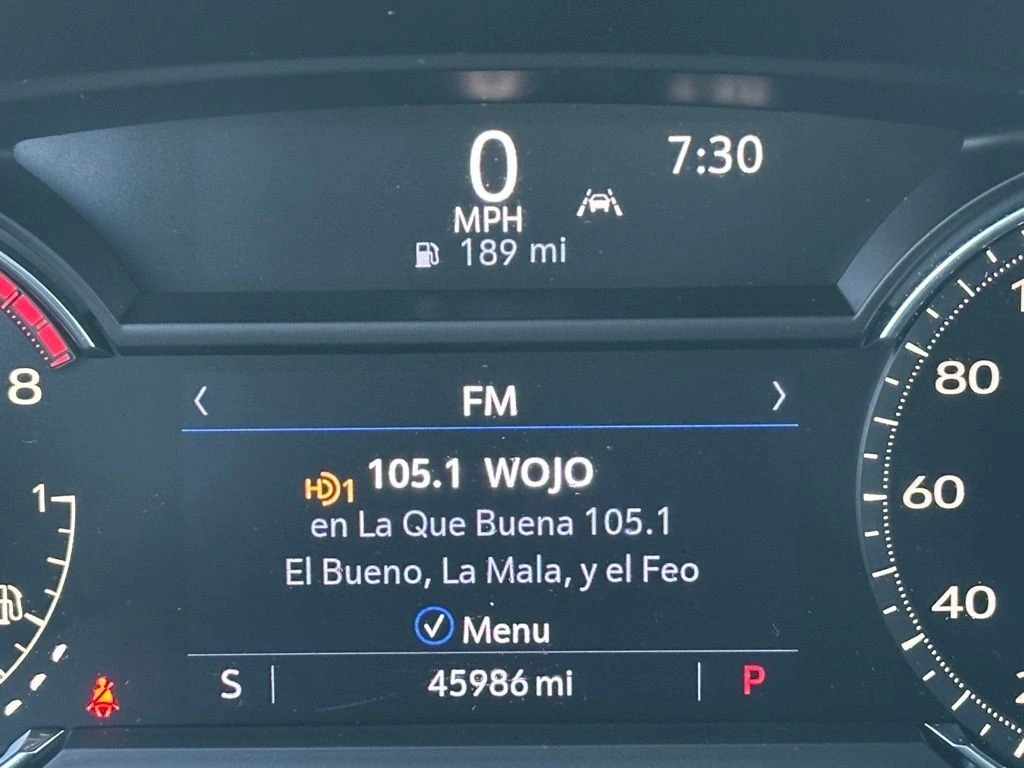 0
MPH
7:30
189 mi
8
FM
80
HD1 105.1 WOJO
1
60
en La Que Buena 105.1
El Bueno, La Mala, y el Feo
40
Menu
S
45986 mi
P